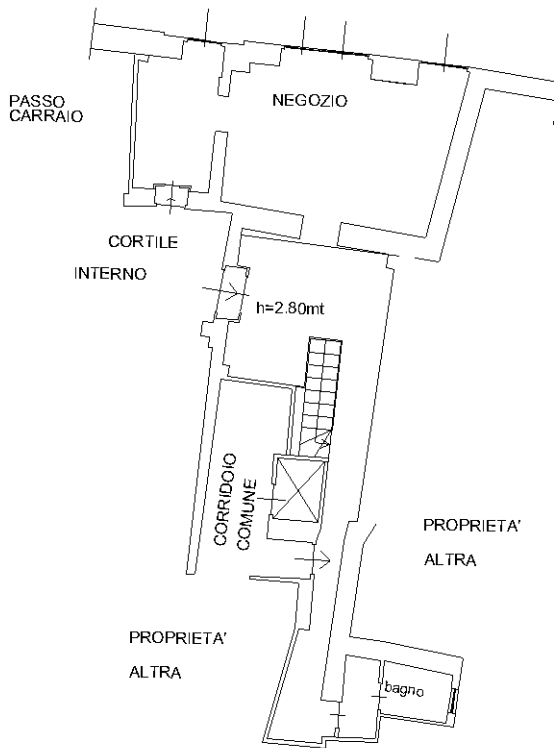 PASSO
CARRAIO
NEGOZIO
CORTILE
INTERNO
h=2.80mt
CORRIDOIO
COMUNE
PROPRIETA'
ALTRA
PROPRIETA'
ALTRA
bagno